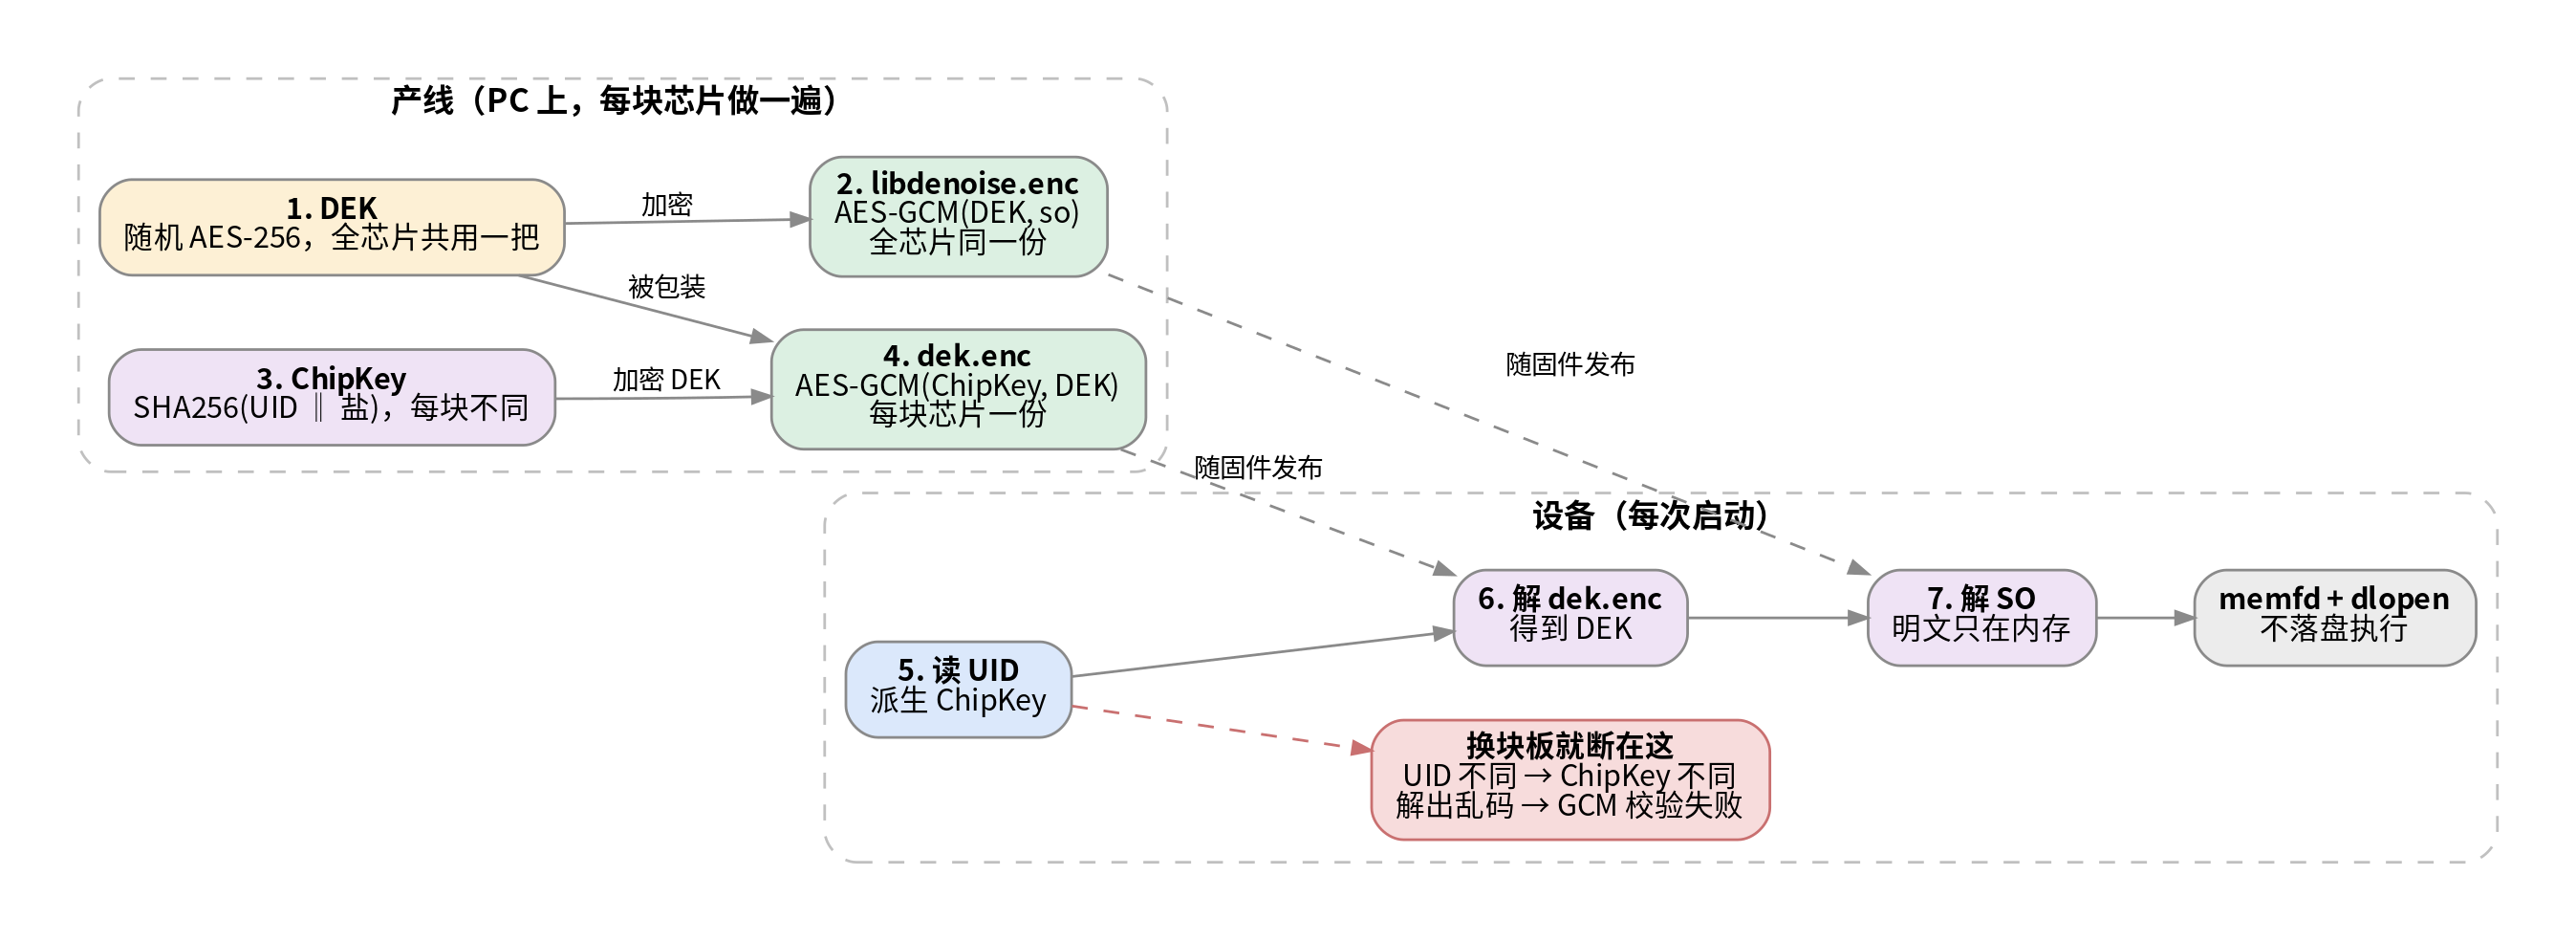 产线（PC 上，每块芯片做一遍）
1. DEK
随机 AES-256，全芯片共用一把
加密
2. libdenoise.enc
AES-GCM(DEK, so)
全芯片同一份
被包装
3. ChipKey
SHA256(UID ‖ 盐)，每块不同
加密 DEK
4. dek.enc
AES-GCM(ChipKey, DEK)
每块芯片一份
随固件发布
随固件发布
设备（每次启动）
5. 读 UID
派生 ChipKey
6. 解 dek.enc
得到 DEK
7. 解 SO
明文只在内存
memfd + dlopen
不落盘执行
换块板就断在这
UID 不同 → ChipKey 不同
解出乱码 → GCM 校验失败